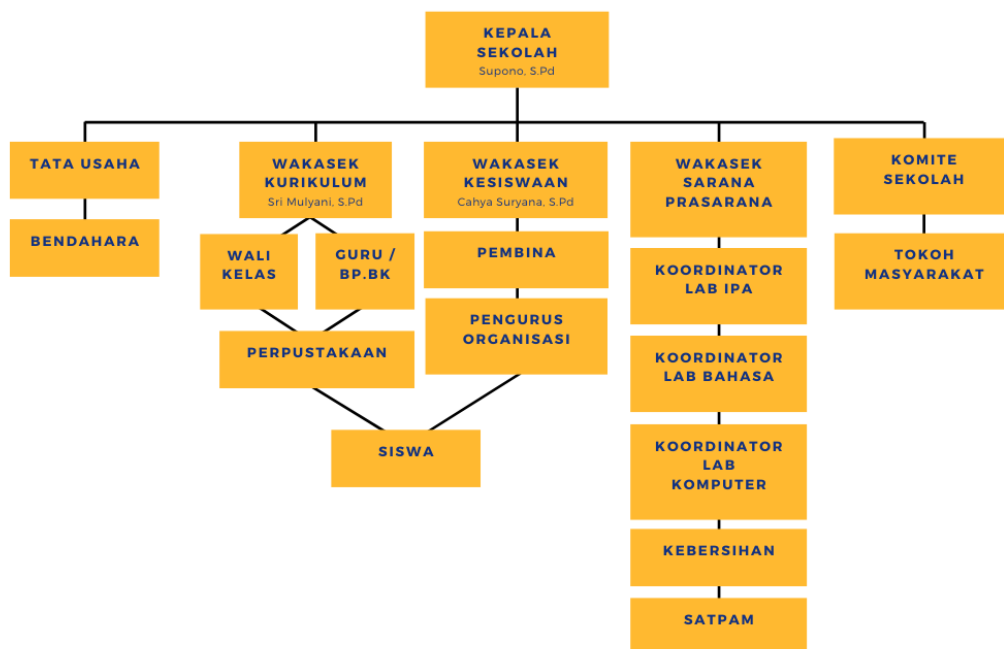 KEPALA
SEKOLAH
Supono, S.Pd
TATA USAHA
BENDAHARA
WAKASEK
KURIKULUM
Sri Mulyani, S.Pd
WALI
KELAS
GURU /
BP.BK
PERPUSTAKAAN
WAKASEK
KESISWAAN
Cahya Suryana, S.Pd
PEMBINA
PENGURUS
ORGANISASI
SISWA
WAKASEK
SARANA
PRASARANA
KOORDINATOR
LAB IPA
KOORDINATOR
LAB BAHASA
KOORDINATOR
LAB
KOMPUTER
KEBERSIHAN
SATPAM
KOMITE
SEKOLAH
TOKOH
MASYARAKAT